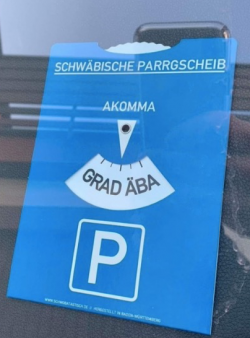 SCHWÄBISCHE PARRGSCHEIB
AKOMMA
GRAD ÄBA
P